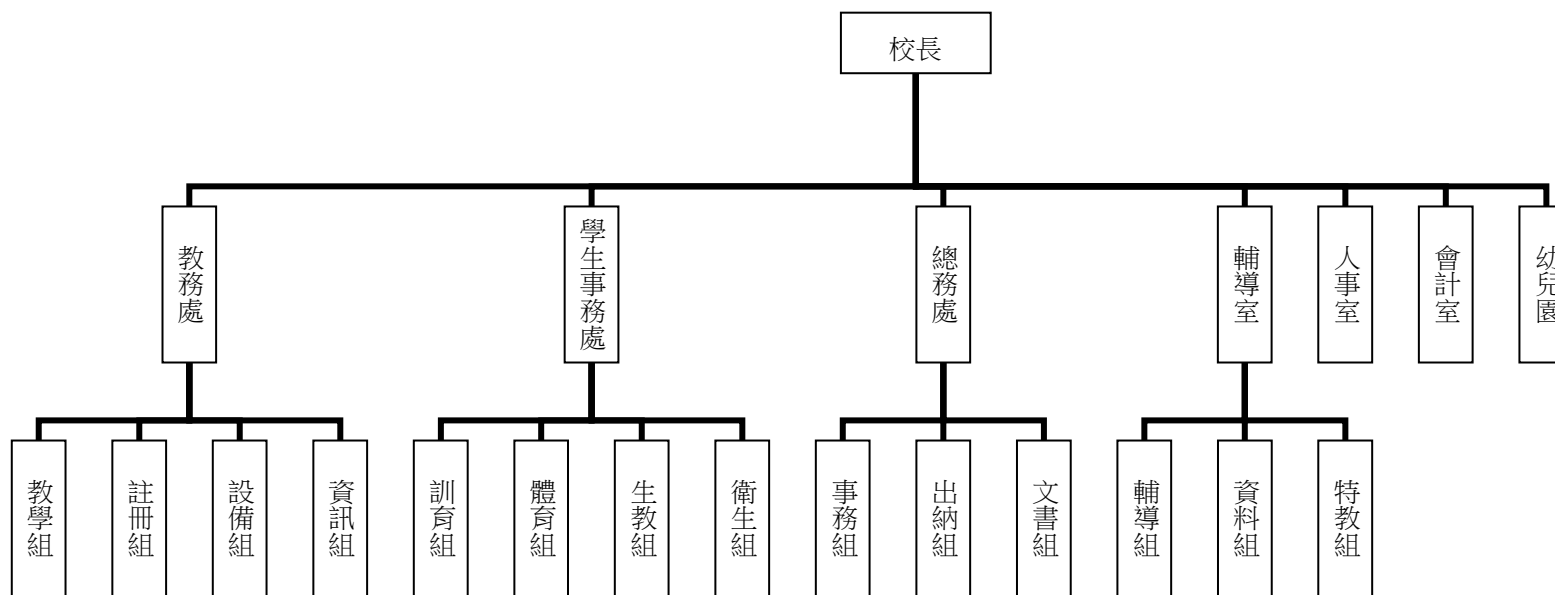 校長
教務處
學生事務處
總務處
輔導室
人事室
會計室
幼兒園
教學組
註冊組
設備組
資訊組
訓育組
體育組
生教組
衛生組
事務組
出納組
文書組
輔導組
資料組
特教組